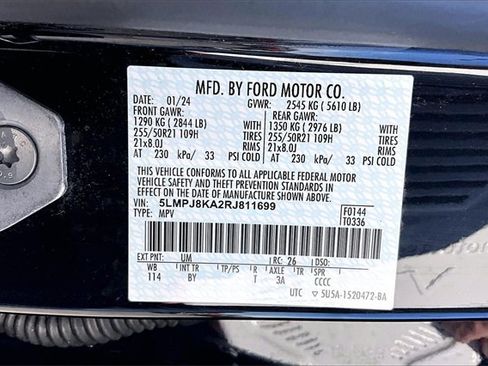 MFD. BY FORD MOTOR CO.
DATE: 01/24 GVWR: 2545 KG ( 5610 LB)
FRONT GAWR: REAR GAWR:
1290 KG ( 2844 LB) WITH 1350 KG ( 2976 LB) WITH
255/50R21 109H TIRES 255/50R21 109H TIRES
21x8.0J RIMS 21x8.0J RIMS
AT 230 kPa/ 33 PSI COLD AT 230 kPa/ 33 PSI COLD
THIS VEHICLE CONFORMS TO ALL APPLICABLE FEDERAL MOTOR
VEHICLE SAFETY AND THEFT PREVENTION STANDARDS IN
EFFECT ON THE DATE OF MANUFACTURE SHOWN ABOVE.
VIN: 5LMPJ8KA2RJ811699 F0144
TYPE: MPV T0336
EXT PNT: UM RC: 26 DSO:
WB INT TR TP/PS R AXLE TR SPR
114 BY T 3A CCCC
UTC ▽5U5A-1520472-BA